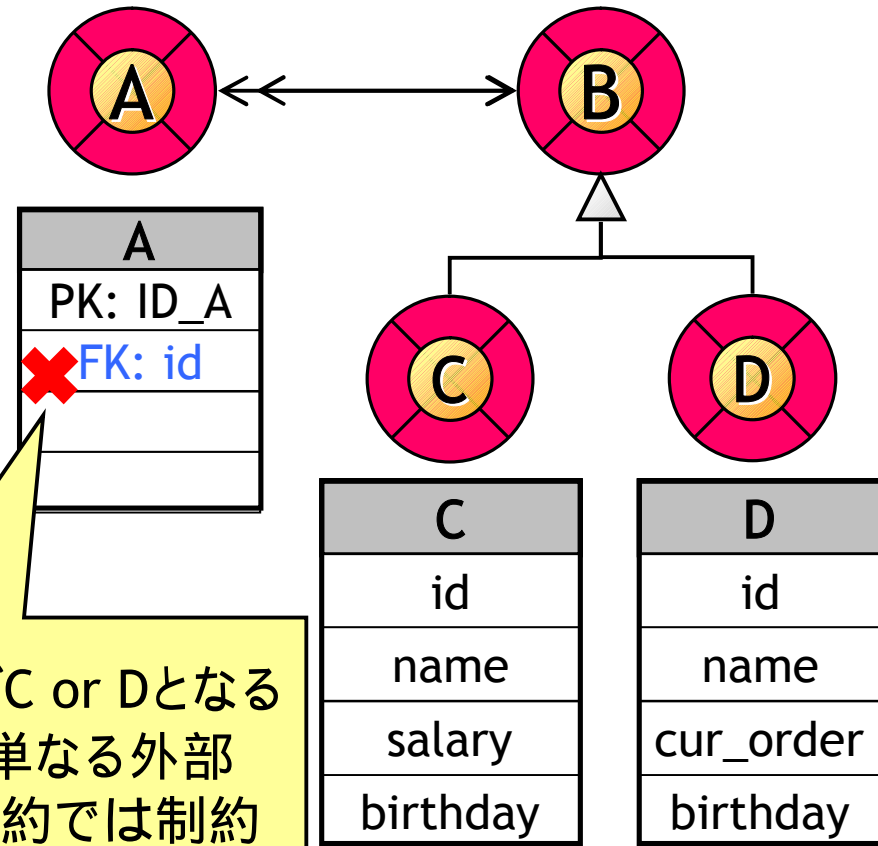 A
B
A
PK: ID_A
FK: id
C
D
C
id
name
salary
birthday
D
id
name
cur_order
birthday
C or Dとなる
単なる外部
約では制約